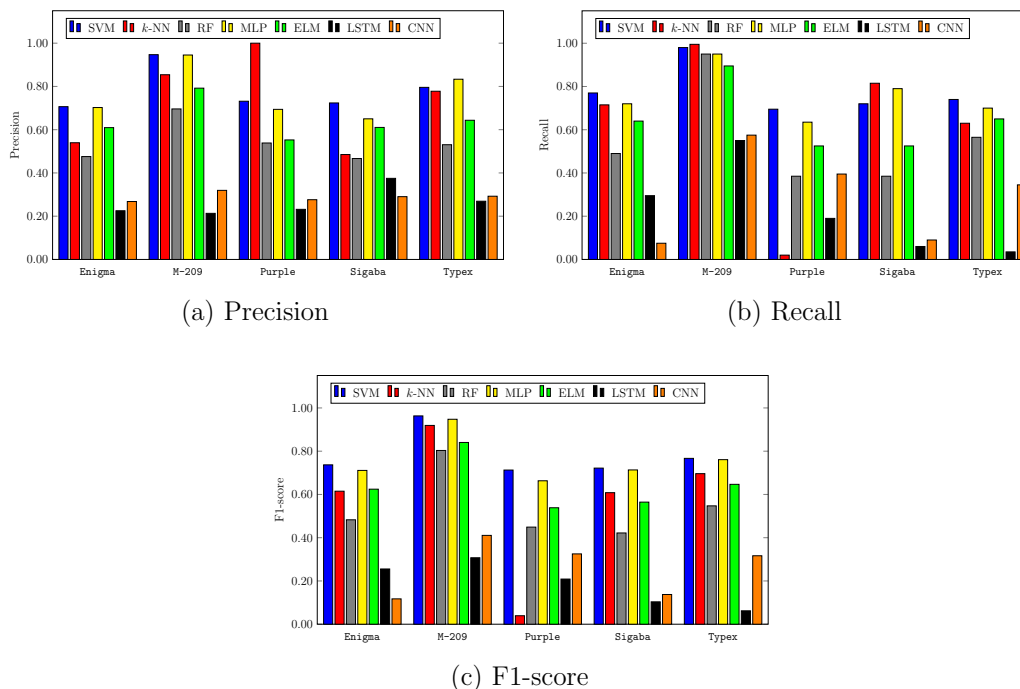 SVM k-NN RF MLP ELM LSTM CNN
1.00
0.80
0.60
0.40
0.20
0.00
Precision
Enigma M-209 Purple Sigaba Typex
(a) Precision
SVM k-NN RF MLP ELM LSTM CNN
1.00
0.80
0.60
0.40
0.20
0.00
Recall
Enigma M-209 Purple Sigaba Typex
(b) Recall
SVM k-NN RF MLP ELM LSTM CNN
1.00
0.80
0.60
0.40
0.20
0.00
F1-score
Enigma M-209 Purple Sigaba Typex
(c) F1-score